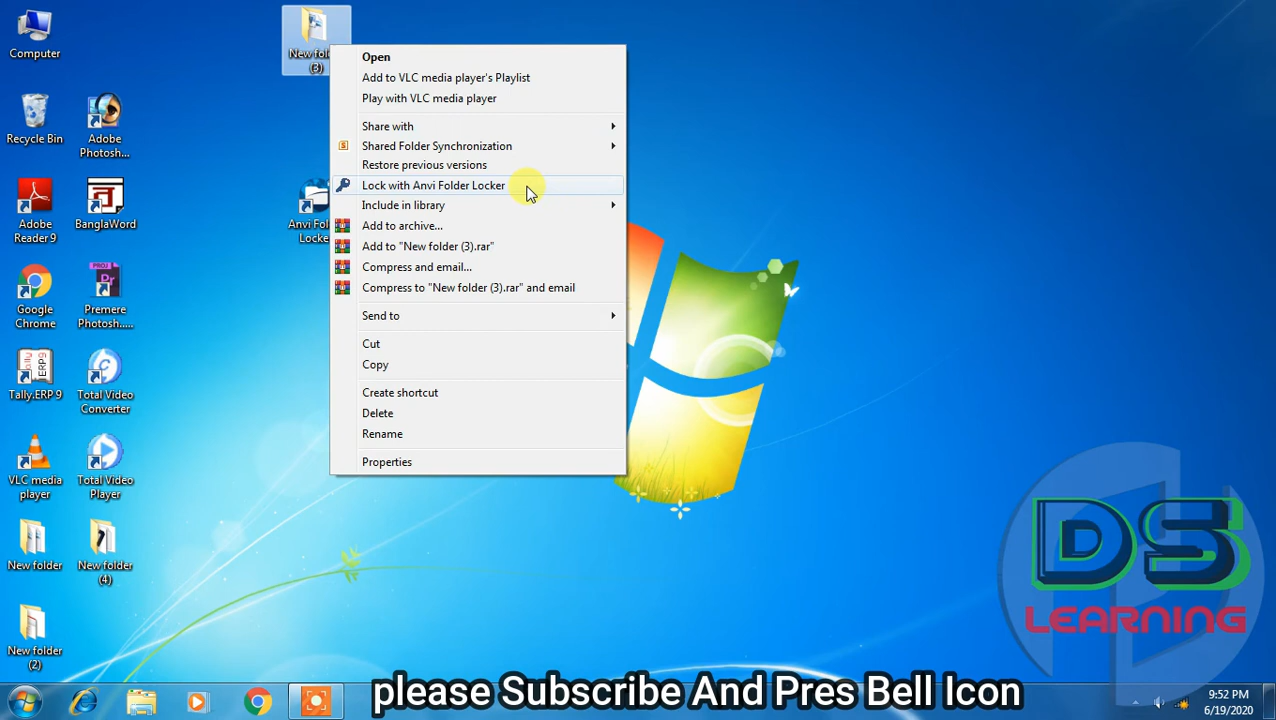 Computer
Recycle Bin
Adobe
Photosh...
Adobe
Reader 9
BanglaWord
Google
Chrome
PROJ
Pr
Premere
Photosh.....
Tally.ERP 9
Total Video
Converter
VLC media
player
Total Video
Player
New folder
New folder
(4)
New folder
(2)
(3)
Anvi Fol
Locke
Open
Add to VLC media player's Playlist
Play with VLC media player
Share with
S
Shared Folder Synchronization
Restore previous versions
Lock with Anvi Folder Locker
Include in library
Add to archive...
Add to "New folder (3).rar"
Compress and email...
Compress to "New folder (3).rar" and email
Send to
Cut
Copy
Create shortcut
Delete
Rename
Properties
DS
LEARNING
please Subscribe And Pres Bell Icon
9:52 PM
6/19/2020